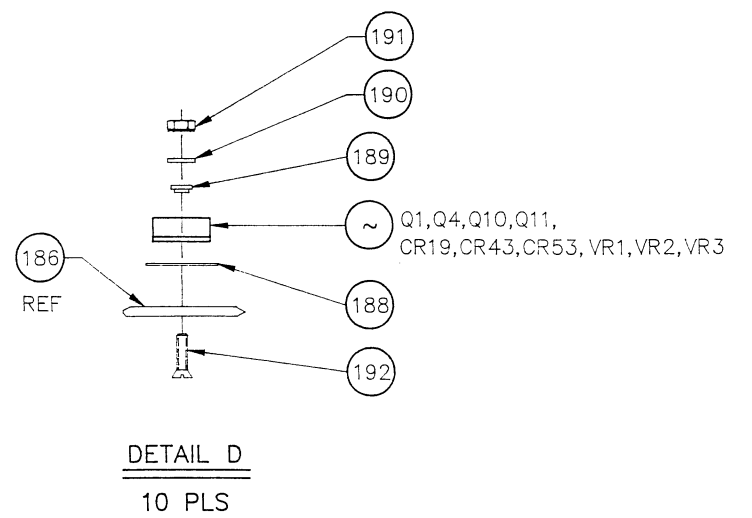 191
190
189
~ Q1,Q4,Q10,Q11,
CR19,CR43,CR53,VR1,VR2,VR3
186
REF
188
192
DETAIL D
10 PLS